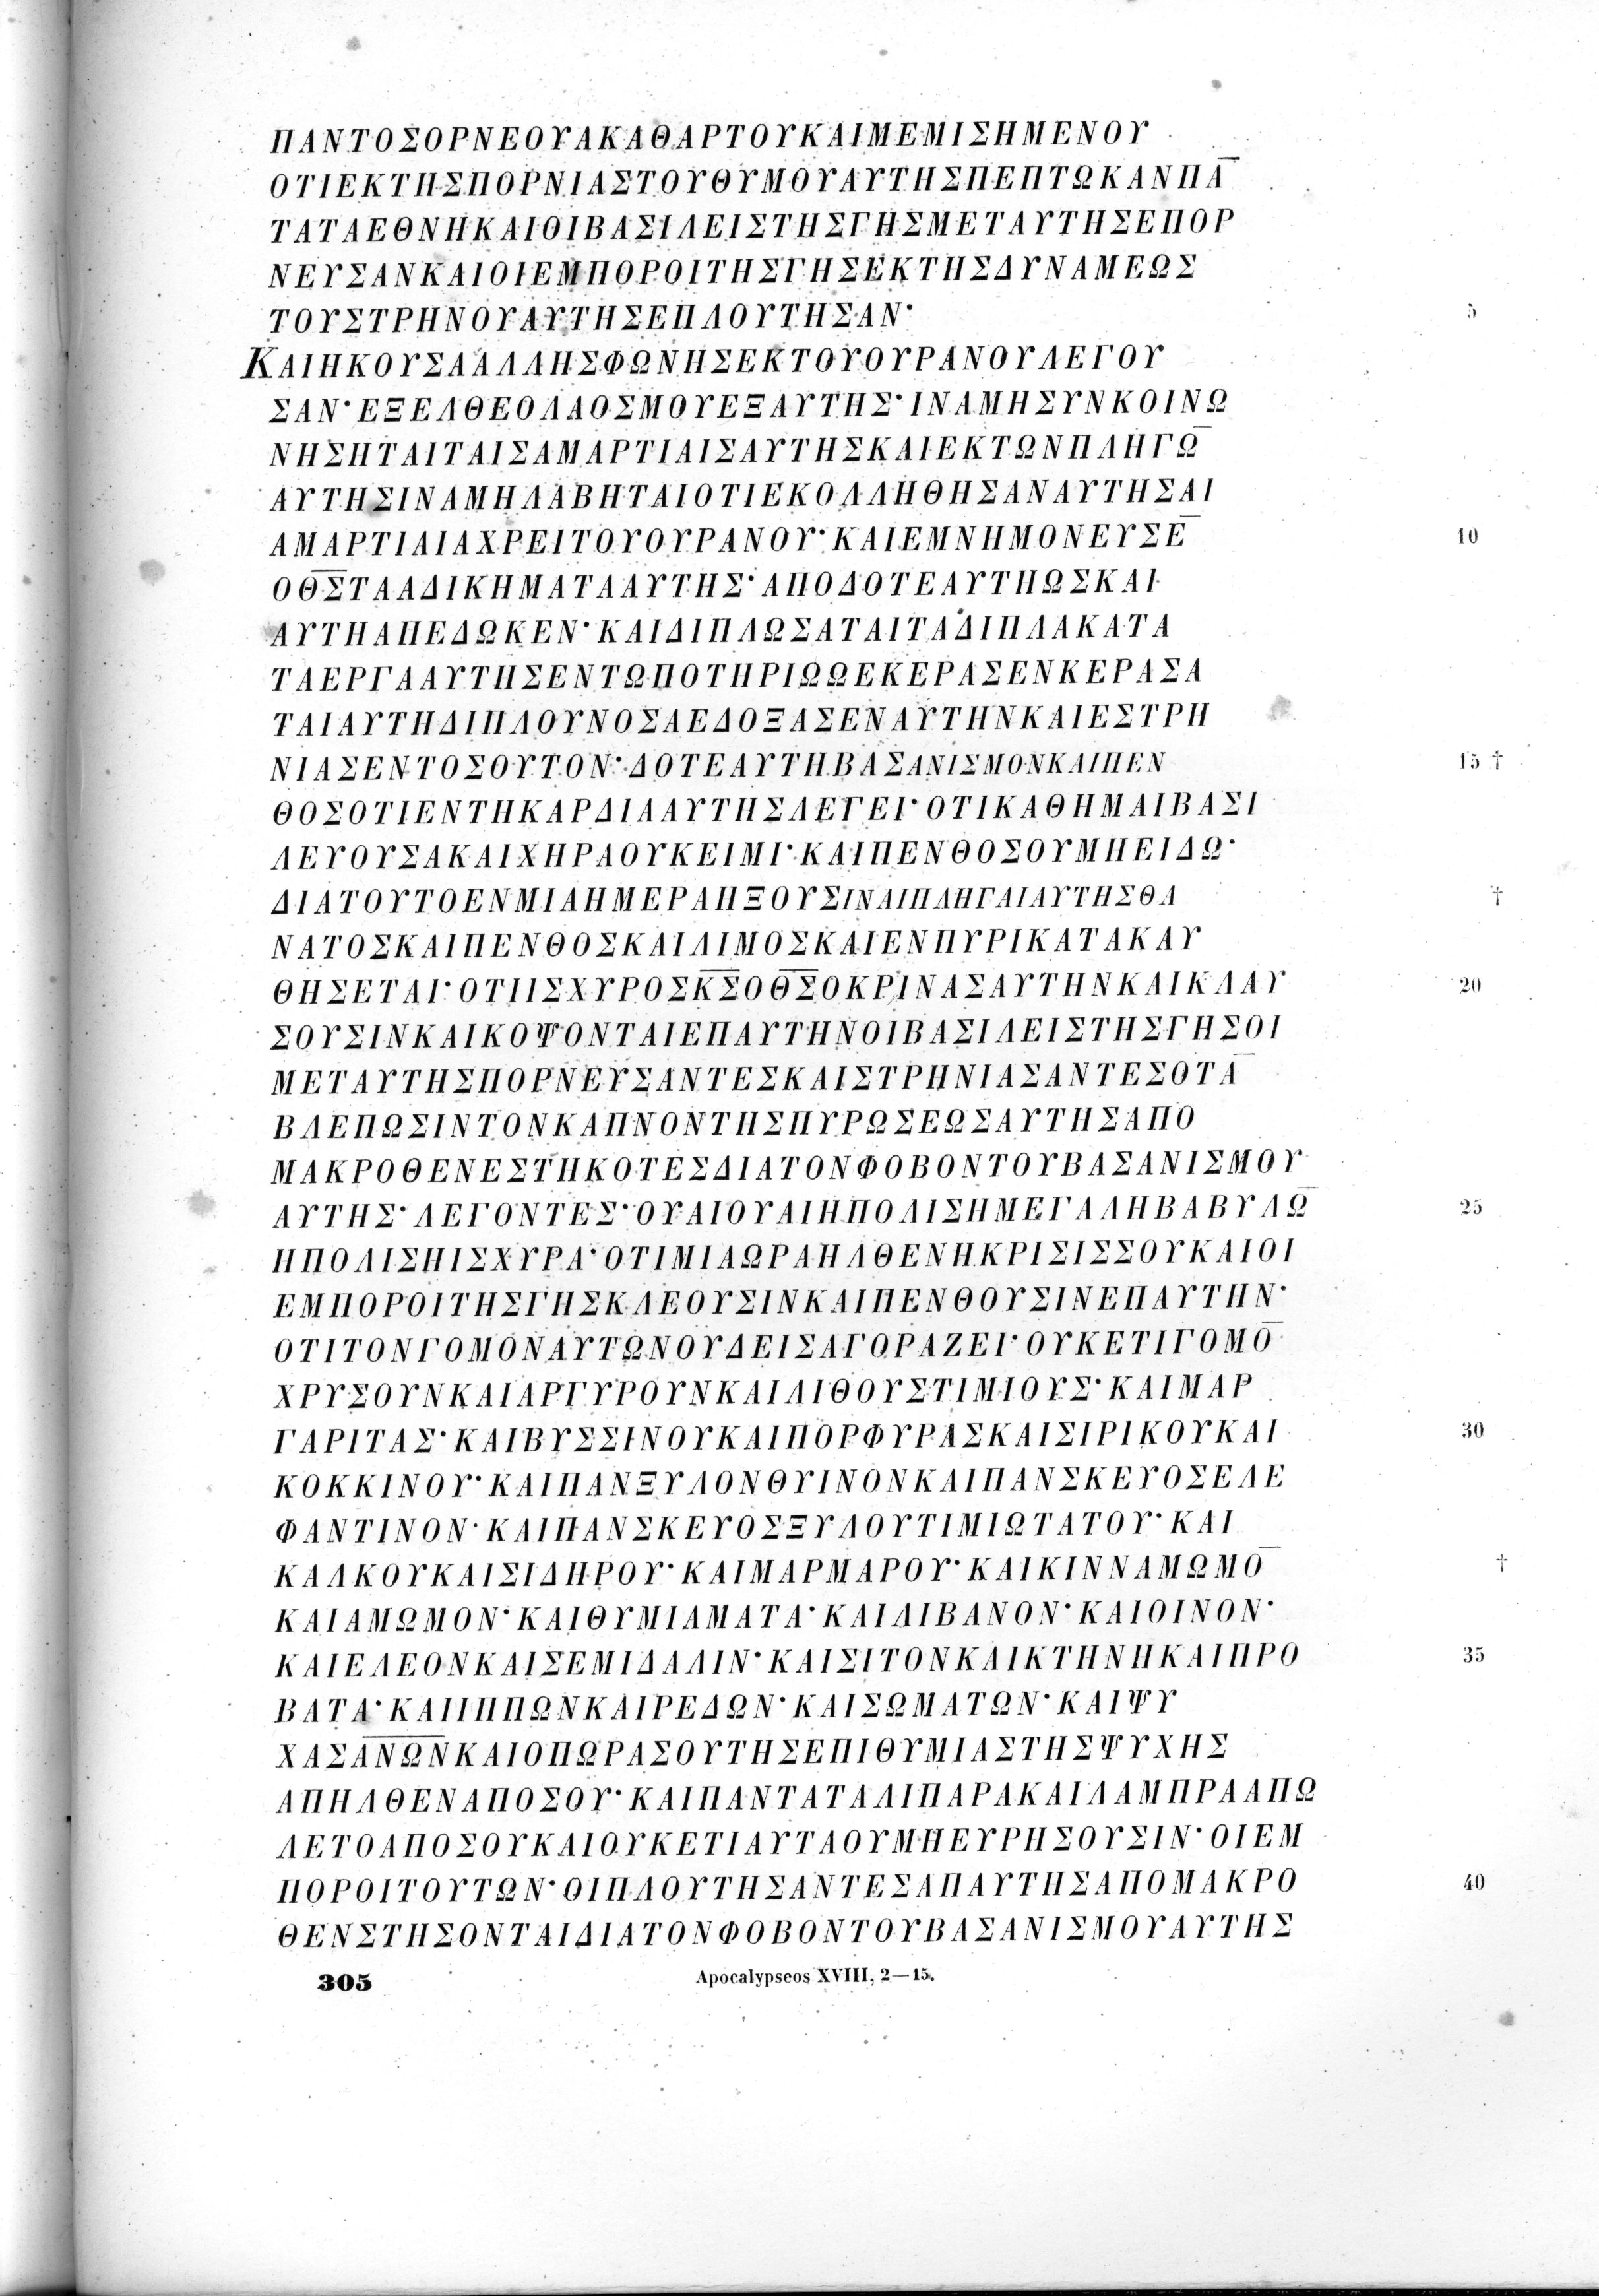 ΠΑΝΤΟΣΟΡΝΕΟΥΑΚΑΘΑΡΤΟΥΚΑΙΜΕΜΙΣΗΜΕΝΟΥ
ΟΤΙΕΚΤΗΣΠΟΡΝΙΑΣΤΟΥΘΥΜΟΥΑΥΤΗΣΠΕΠΤΩΚΑΝΠΑ̅
ΤΑΤΑΕΘΝΗΚΑΙΟΙΒΑΣΙΛΕΙΣΤΗΣΓΗΣΜΕΤΑΥΤΗΣΕΠΟΡ
ΝΕΥΣΑΝΚΑΙΟΙΕΜΠΟΡΟΙΤΗΣΓΗΣΕΚΤΗΣΔΥΝΑΜΕΩΣ
ΤΟΥΣΤΡΗΝΟΥΑΥΤΗΣΕΠΛΟΥΤΗΣΑΝ· 5
ΚΑΙΗΚΟΥΣΑΑΛΛΗΣΦΩΝΗΣΕΚΤΟΥΟΥΡΑΝΟΥΛΕΓΟΥ
ΣΑΝ·ΕΞΕΛΘΕΟΛΑΟΣΜΟΥΕΞΑΥΤΗΣ·ΙΝΑΜΗΣΥΝΚΟΙΝΩ
ΝΗΣΗΤΑΙΤΑΙΣΑΜΑΡΤΙΑΙΣΑΥΤΗΣΚΑΙΕΚΤΩΝΠΛΗΓΩ̅
ΑΥΤΗΣΙΝΑΜΗΛΑΒΗΤΑΙΟΤΙΕΚΟΛΛΗΘΗΣΑΝΑΥΤΗΣΑΙ
ΑΜΑΡΤΙΑΙΑΧΡΕΙΤΟΥΟΥΡΑΝΟΥ·ΚΑΙΕΜΝΗΜΟΝΕΥΣΕ̅ 10
ΟΘ̅Σ̅ΤΑΑΔΙΚΗΜΑΤΑΑΥΤΗΣ·ΑΠΟΔΟΤΕΑΥΤΗΩΣΚΑΙ
ΑΥΤΗΑΠΕΔΩΚΕΝ·ΚΑΙΔΙΠΛΩΣΑΤΑΙΤΑΔΙΠΛΑΚΑΤΑ
ΤΑΕΡΓΑΑΥΤΗΣΕΝΤΩΠΟΤΗΡΙΩΩΕΚΕΡΑΣΕΝΚΕΡΑΣΑ
ΤΑΙΑΥΤΗΔΙΠΛΟΥΝΟΣΑΕΔΟΞΑΣΕΝΑΥΤΗΝΚΑΙΕΣΤΡΗ
ΝΙΑΣΕΝΤΟΣΟΥΤΟΝ·ΔΟΤΕΑΥΤΗΒΑΣΑΝΙΣΜΟΝΚΑΙΠΕΝ 15 †
ΘΟΣΟΤΙΕΝΤΗΚΑΡΔΙΑΑΥΤΗΣΛΕΓΕΙ·ΟΤΙΚΑΘΗΜΑΙΒΑΣΙ
ΛΕΥΟΥΣΑΚΑΙΧΗΡΑΟΥΚΕΙΜΙ·ΚΑΙΠΕΝΘΟΣΟΥΜΗΕΙΔΩ·
ΔΙΑΤΟΥΤΟΕΝΜΙΑΗΜΕΡΑΗΞΟΥΣΙΝΑΙΠΛΗΓΑΙΑΥΤΗΣΘΑ †
ΝΑΤΟΣΚΑΙΠΕΝΘΟΣΚΑΙΛΙΜΟΣΚΑΙΕΝΠΥΡΙΚΑΤΑΚΑΥ
ΘΗΣΕΤΑΙ·ΟΤΙΙΣΧΥΡΟΣΚ̅Σ̅ΟΘ̅Σ̅ΟΚΡΙΝΑΣΑΥΤΗΝΚΑΙΚΛΑΥ 20
ΣΟΥΣΙΝΚΑΙΚΟΨΟΝΤΑΙΕΠΑΥΤΗΝΟΙΒΑΣΙΛΕΙΣΤΗΣΓΗΣΟΙ
ΜΕΤΑΥΤΗΣΠΟΡΝΕΥΣΑΝΤΕΣΚΑΙΣΤΡΗΝΙΑΣΑΝΤΕΣΟΤΑ̅
ΒΛΕΠΩΣΙΝΤΟΝΚΑΠΝΟΝΤΗΣΠΥΡΩΣΕΩΣΑΥΤΗΣΑΠΟ
ΜΑΚΡΟΘΕΝΕΣΤΗΚΟΤΕΣΔΙΑΤΟΝΦΟΒΟΝΤΟΥΒΑΣΑΝΙΣΜΟΥ
ΑΥΤΗΣ·ΛΕΓΟΝΤΕΣ·ΟΥΑΙΟΥΑΙΗΠΟΛΙΣΗΜΕΓΑΛΗΒΑΒΥΛΩ̅ 25
ΗΠΟΛΙΣΗΙΣΧΥΡΑ·ΟΤΙΜΙΑΩΡΑΗΛΘΕΝΗΚΡΙΣΙΣΣΟΥΚΑΙΟΙ
ΕΜΠΟΡΟΙΤΗΣΓΗΣΚΛΕΟΥΣΙΝΚΑΙΠΕΝΘΟΥΣΙΝΕΠΑΥΤΗΝ·
ΟΤΙΤΟΝΓΟΜΟΝΑΥΤΩΝΟΥΔΕΙΣΑΓΟΡΑΖΕΙ·ΟΥΚΕΤΙΓΟΜΟ̅
ΧΡΥΣΟΥΝΚΑΙΑΡΓΥΡΟΥΝΚΑΙΛΙΘΟΥΣΤΙΜΙΟΥΣ·ΚΑΙΜΑΡ
ΓΑΡΙΤΑΣ·ΚΑΙΒΥΣΣΙΝΟΥΚΑΙΠΟΡΦΥΡΑΣΚΑΙΣΙΡΙΚΟΥΚΑΙ 30
ΚΟΚΚΙΝΟΥ·ΚΑΙΠΑΝΞΥΛΟΝΘΥΙΝΟΝΚΑΙΠΑΝΣΚΕΥΟΣΕΛΕ
ΦΑΝΤΙΝΟΝ·ΚΑΙΠΑΝΣΚΕΥΟΣΞΥΛΟΥΤΙΜΙΩΤΑΤΟΥ·ΚΑΙ
ΚΑΛΚΟΥΚΑΙΣΙΔΗΡΟΥ·ΚΑΙΜΑΡΜΑΡΟΥ·ΚΑΙΚΙΝΝΑΜΩΜΟ̅ †
ΚΑΙΑΜΩΜΟΝ·ΚΑΙΘΥΜΙΑΜΑΤΑ·ΚΑΙΛΙΒΑΝΟΝ·ΚΑΙΟΙΝΟΝ·
ΚΑΙΕΛΕΟΝΚΑΙΣΕΜΙΔΑΛΙΝ·ΚΑΙΣΙΤΟΝΚΑΙΚΤΗΝΗΚΑΙΠΡΟ 35
ΒΑΤΑ·ΚΑΙΙΠΠΩΝΚΑΙΡΕΔΩΝ·ΚΑΙΣΩΜΑΤΩΝ·ΚΑΙΨΥ
ΧΑΣΑ̅Ν̅Ω̅Ν̅ΚΑΙΟΠΩΡΑΣΟΥΤΗΣΕΠΙΘΥΜΙΑΣΤΗΣΨΥΧΗΣ
ΑΠΗΛΘΕΝΑΠΟΣΟΥ·ΚΑΙΠΑΝΤΑΤΑΛΙΠΑΡΑΚΑΙΛΑΜΠΡΑΑΠΩ
ΛΕΤΟΑΠΟΣΟΥΚΑΙΟΥΚΕΤΙΑΥΤΑΟΥΜΗΕΥΡΗΣΟΥΣΙΝ·ΟΙΕΜ
ΠΟΡΟΙΤΟΥΤΩΝ·ΟΙΠΛΟΥΤΗΣΑΝΤΕΣΑΠΑΥΤΗΣΑΠΟΜΑΚΡΟ 40
ΘΕΝΣΤΗΣΟΝΤΑΙΔΙΑΤΟΝΦΟΒΟΝΤΟΥΒΑΣΑΝΙΣΜΟΥΑΥΤΗΣ
305 Apocalypseos XVIII, 2—15.